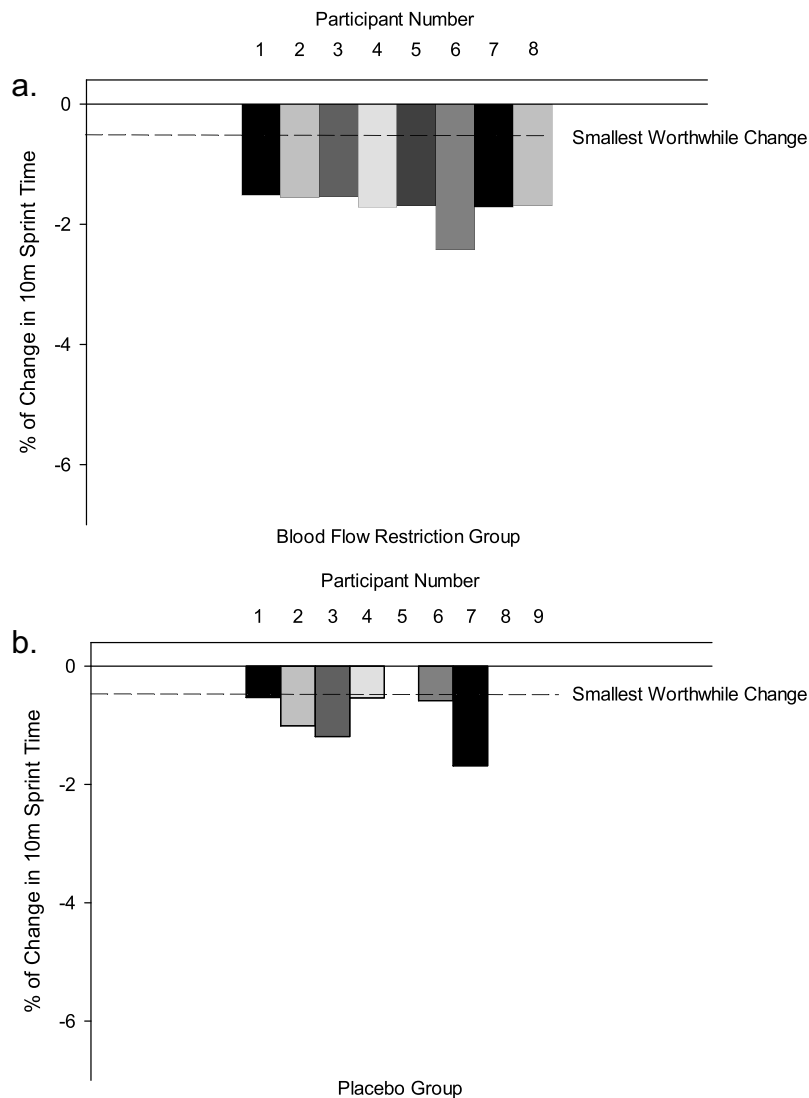 Participant Number
1 2 3 4 5 6 7 8
a.
0
Smallest Worthwhile Change
-2
-4
-6
% of Change in 10m Sprint Time
Blood Flow Restriction Group
Participant Number
1 2 3 4 5 6 7 8 9
b.
0
Smallest Worthwhile Change
-2
-4
-6
% of Change in 10m Sprint Time
Placebo Group